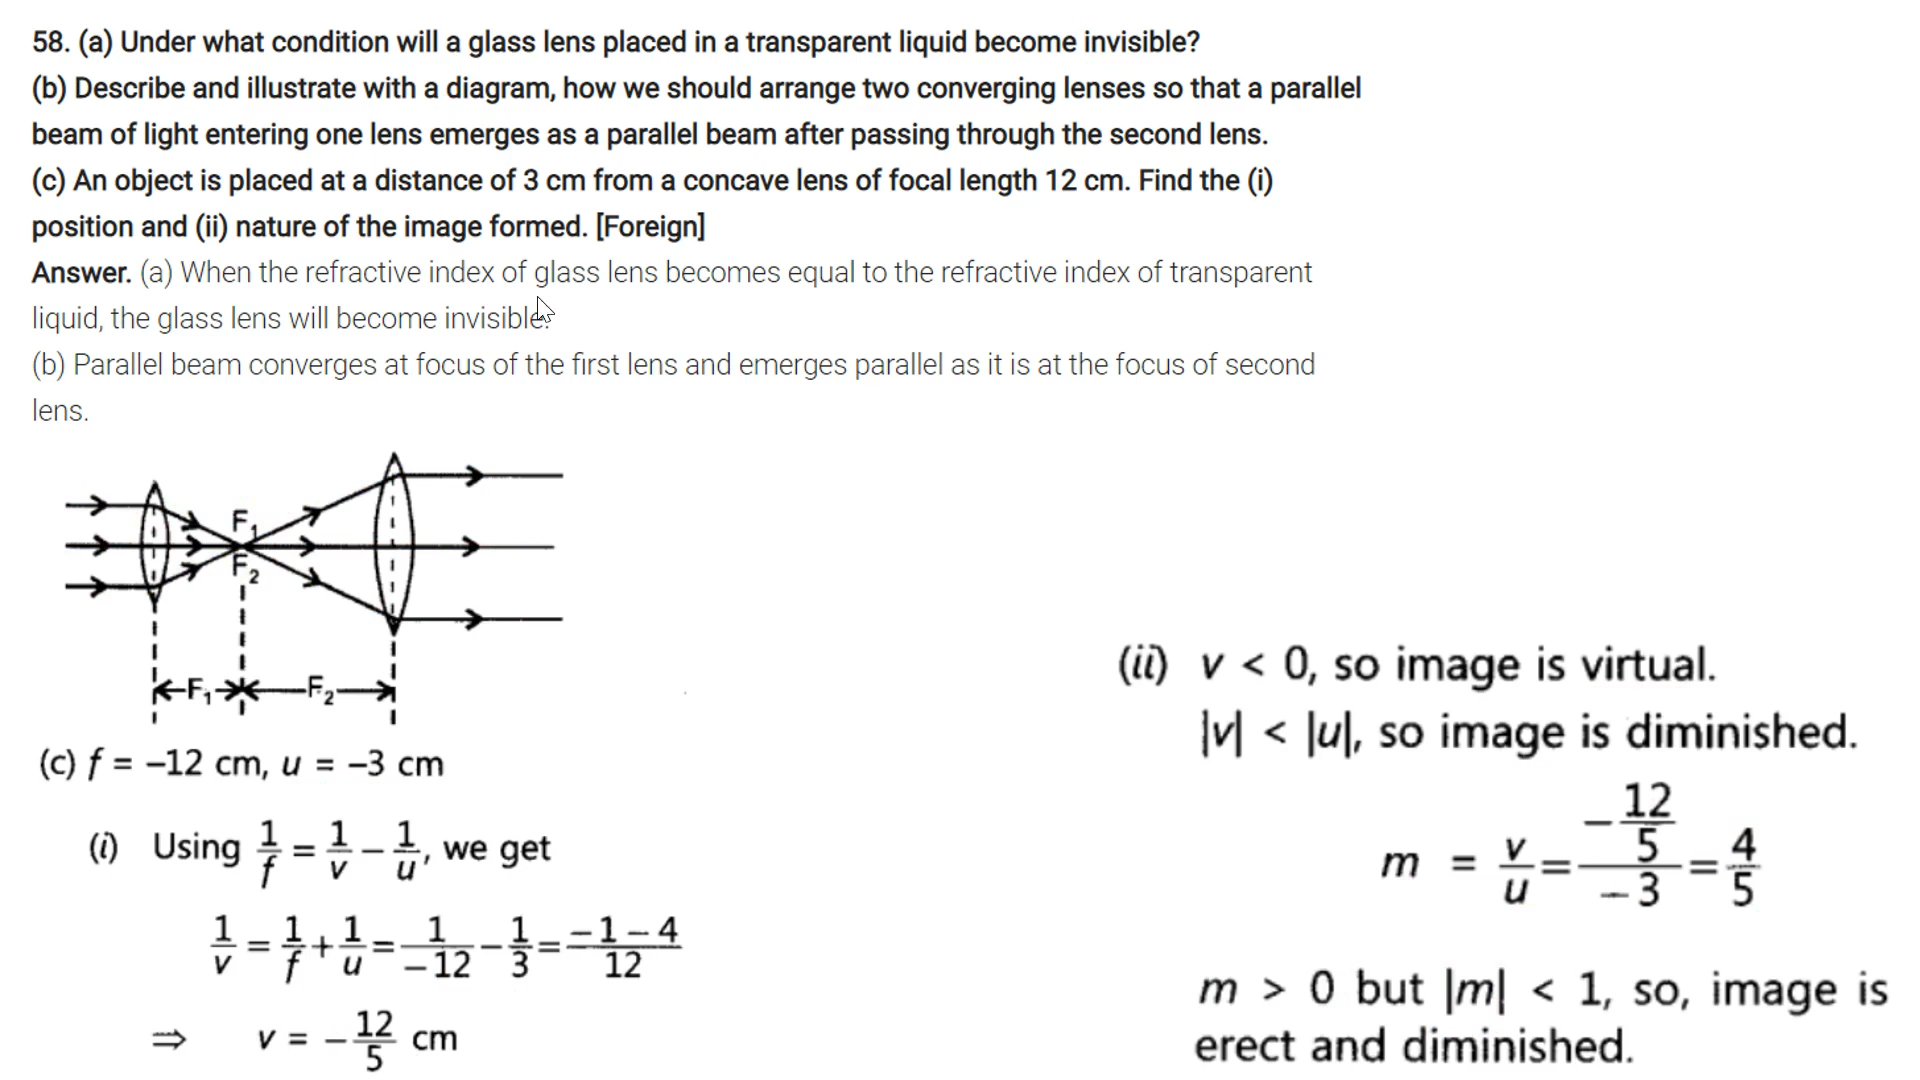 58. (a) Under what condition will a glass lens placed in a transparent liquid become invisible?
(b) Describe and illustrate with a diagram, how we should arrange two converging lenses so that a parallel
beam of light entering one lens emerges as a parallel beam after passing through the second lens.
(c) An object is placed at a distance of 3 cm from a concave lens of focal length 12 cm. Find the (i)
position and (ii) nature of the image formed. [Foreign]
Answer. (a) When the refractive index of glass lens becomes equal to the refractive index of transparent
liquid, the glass lens will become invisible.
(b) Parallel beam converges at focus of the first lens and emerges parallel as it is at the focus of second
lens.
F₁
F₂
F₁ F₂
(c) f = –12 cm, u = –3 cm
(i) Using 1/f = 1/v – 1/u, we get
1/v = 1/f + 1/u = 1/–12 – 1/3 = –1 – 4/12
⇒ v = – 12/5 cm
(ii) v < 0, so image is virtual.
|v| < |u|, so image is diminished.
m = v/u = – 12/5 / – 3 = 4/5
m > 0 but |m| < 1, so, image is
erect and diminished.